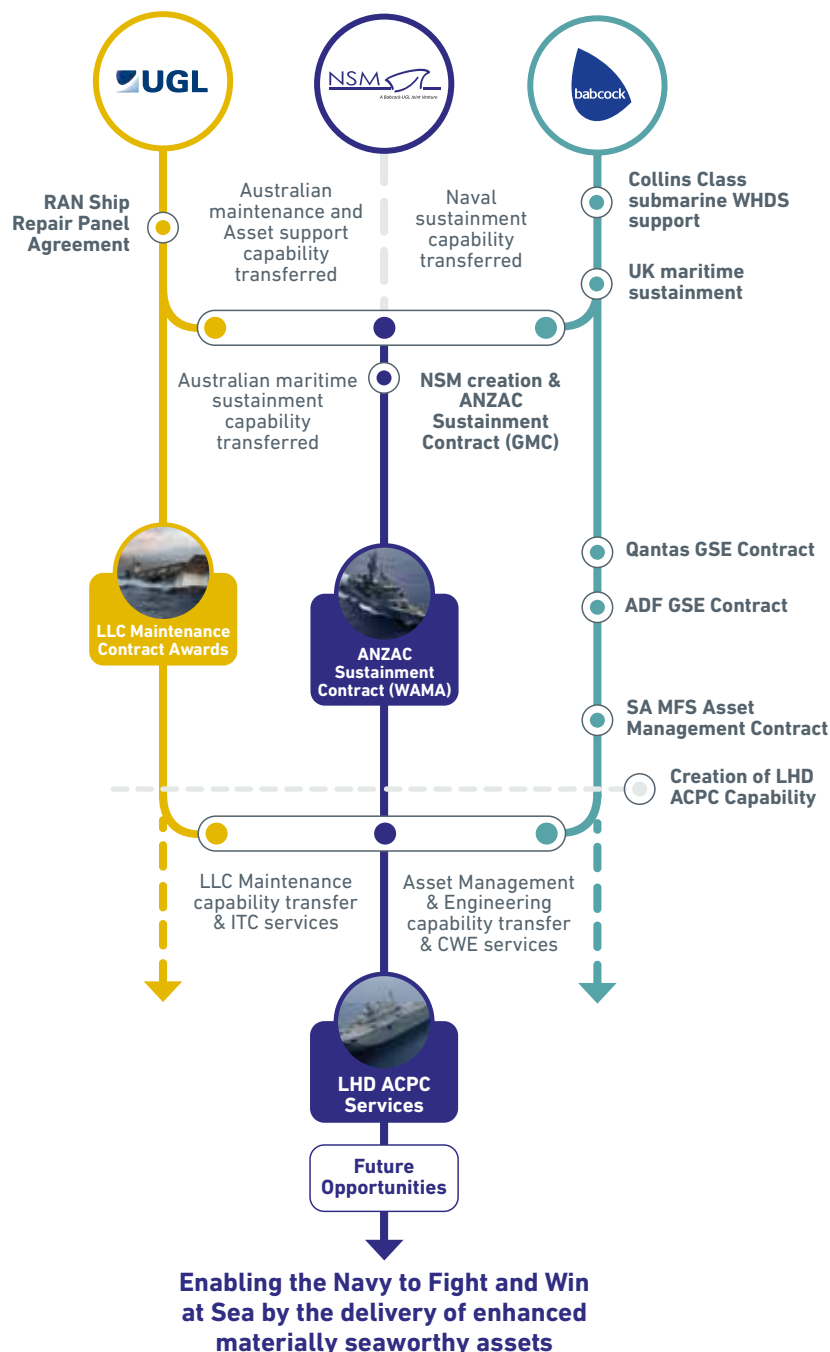 UGL
NSM
A Babcock-UGL Joint Venture
babcock
RAN Ship
Repair Panel
Agreement
Australian
maintenance and
Asset support
capability
transferred
Naval
sustainment
capability
transferred
Collins Class
submarine WHDS
support
UK maritime
sustainment
Australian maritime
sustainment
capability
transferred
NSM creation &
ANZAC
Sustainment
Contract (GMC)
Qantas GSE Contract
ADF GSE Contract
LLC Maintenance
Contract Awards
ANZAC
Sustainment
Contract (WAMA)
SA MFS Asset
Management Contract
Creation of LHD
ACPC Capability
LLC Maintenance
capability transfer
& ITC services
Asset Management
& Engineering
capability transfer
& CWE services
LHD ACPC
Services
Future
Opportunities
Enabling the Navy to Fight and Win
at Sea by the delivery of enhanced
materially seaworthy assets